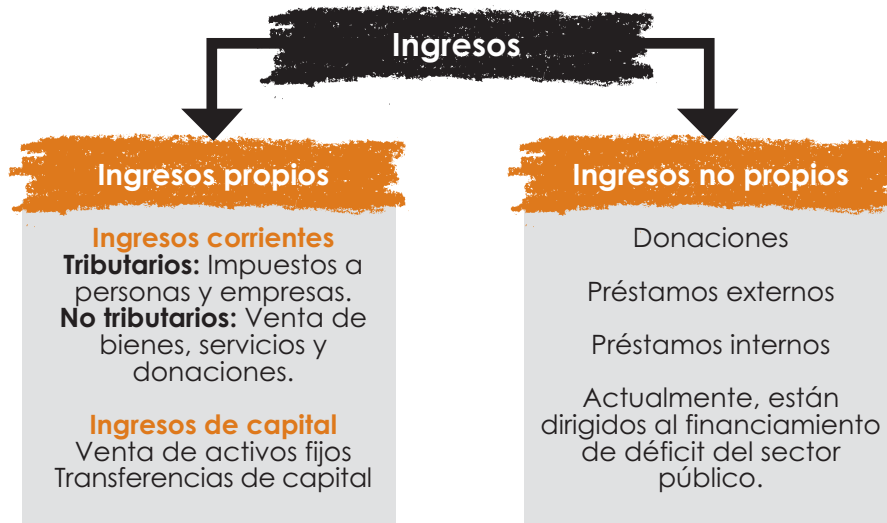 Ingresos
Ingresos propios
Ingresos corrientes
Tributarios: Impuestos a
personas y empresas.
No tributarios: Venta de
bienes, servicios y
donaciones.
Ingresos de capital
Venta de activos fijos
Transferencias de capital
Ingresos no propios
Donaciones
Préstamos externos
Préstamos internos
Actualmente, están
dirigidos al financiamiento
de déficit del sector
público.